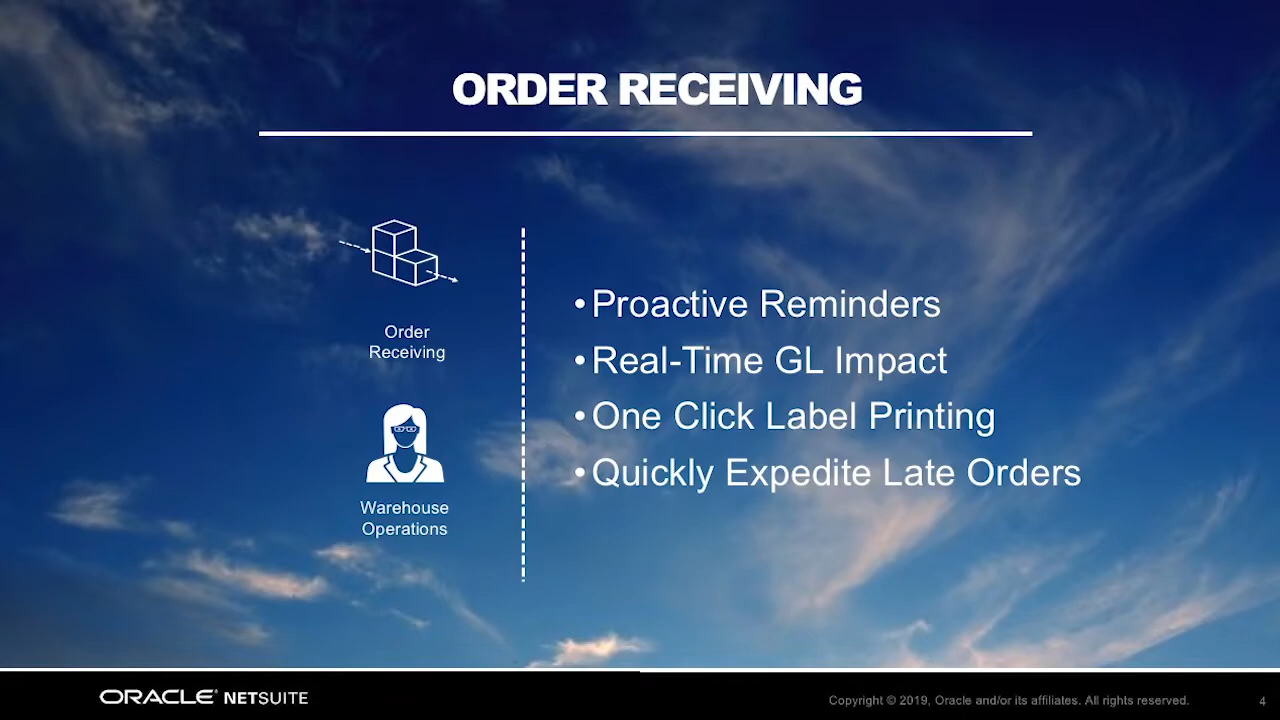 ORDER RECEIVING
Order
Receiving
Warehouse
Operations
• Proactive Reminders
• Real-Time GL Impact
• One Click Label Printing
• Quickly Expedite Late Orders
ORACLE® NETSUITE
Copyright © 2019, Oracle and/or its affiliates. All rights reserved.
4